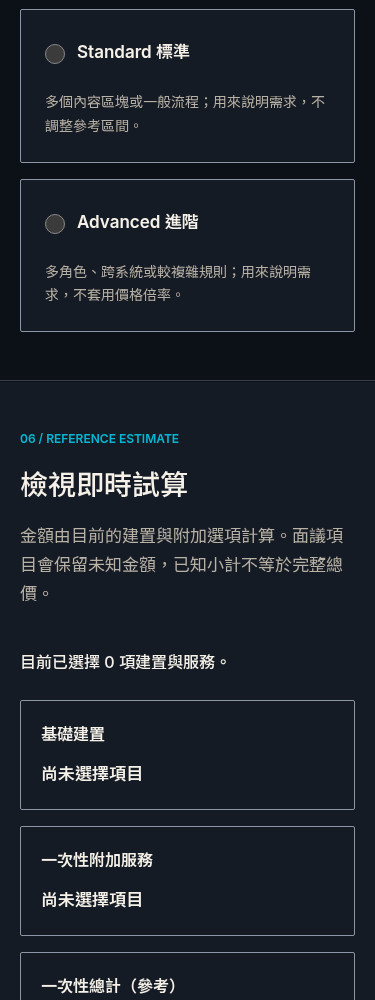 Standard 標準
多個內容區塊或一般流程；用來說明需求，不
調整參考區間。
Advanced 進階
多角色、跨系統或較複雜規則；用來說明需
求，不套用價格倍率。
06 / REFERENCE ESTIMATE
檢視即時試算
金額由目前的建置與附加選項計算。面議項
目會保留未知金額，已知小計不等於完整總
價。
目前已選擇 0 項建置與服務。
基礎建置
尚未選擇項目
一次性附加服務
尚未選擇項目
一次性總計（參考）